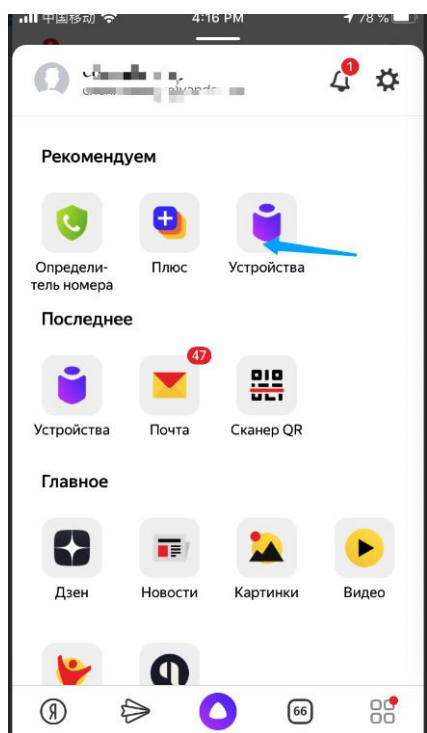 中国移动 4:16 PM 78 %
1
Рекомендуем
Определи-
тель номера
Плюс
Устройства
Последнее
47
Устройства
Почта
Сканер QR
Главное
Дзен
Новости
Картинки
Видео
Я
66